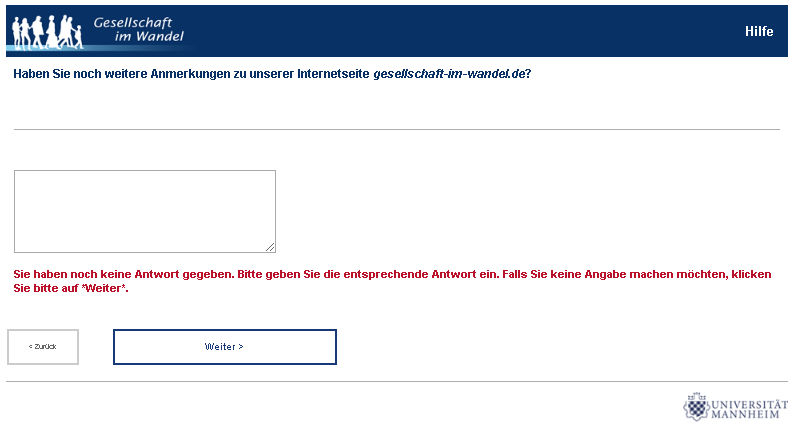 Gesellschaft
im Wandel
Hilfe
Haben Sie noch weitere Anmerkungen zu unserer Internetseite gesellschaft-im-wandel.de?
Sie haben noch keine Antwort gegeben. Bitte geben Sie die entsprechende Antwort ein. Falls Sie keine Angabe machen möchten, klicken
Sie bitte auf "Weiter".
< Zurück
Weiter >
UNIVERSITÄT
MANNHEIM